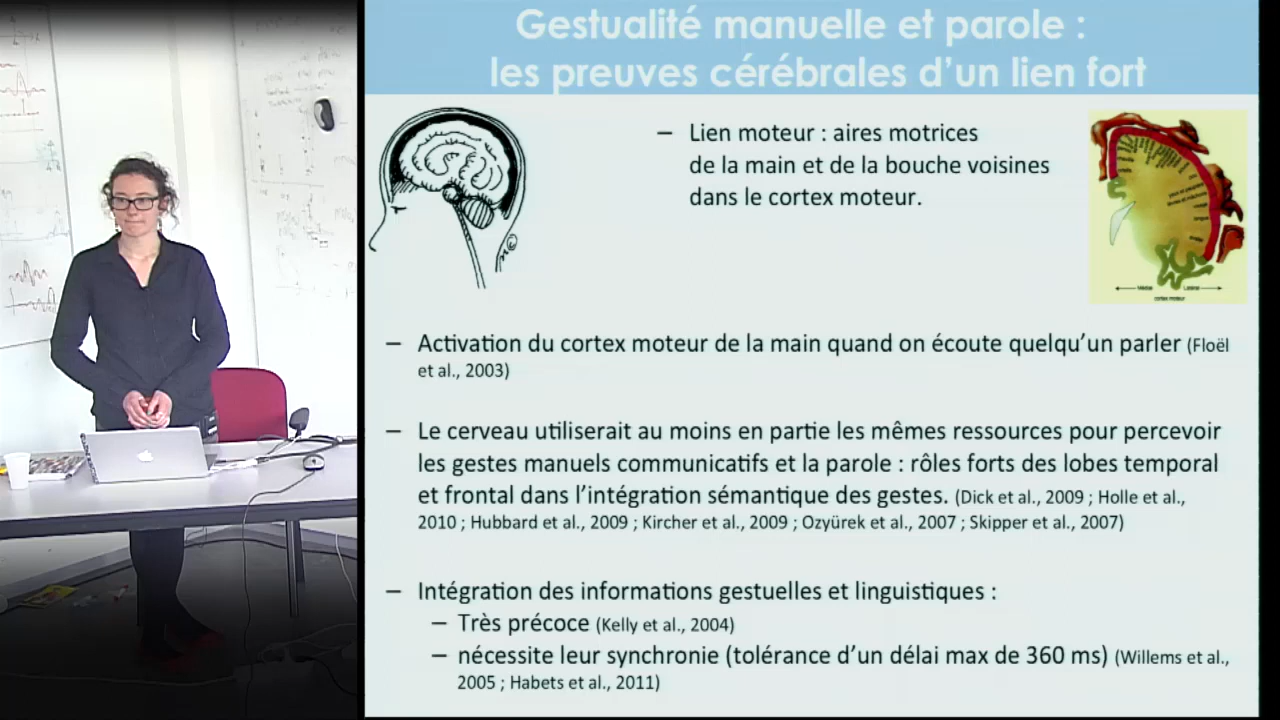 Gestualité manuelle et parole :
les preuves cérébrales d'un lien fort
– Lien moteur : aires motrices
de la main et de la bouche voisines
dans le cortex moteur.
cortex moteur
– Activation du cortex moteur de la main quand on écoute quelqu'un parler (Floël
et al., 2003)
– Le cerveau utiliserait au moins en partie les mêmes ressources pour percevoir
les gestes manuels communicatifs et la parole : rôles forts des lobes temporal
et frontal dans l'intégration sémantique des gestes. (Dick et al., 2009 ; Holle et al.,
2010 ; Hubbard et al., 2009 ; Kircher et al., 2009 ; Ozyürek et al., 2007 ; Skipper et al., 2007)
– Intégration des informations gestuelles et linguistiques :
– Très précoce (Kelly et al., 2004)
– nécessite leur synchronie (tolérance d'un délai max de 360 ms) (Willems et al.,
2005 ; Habets et al., 2011)